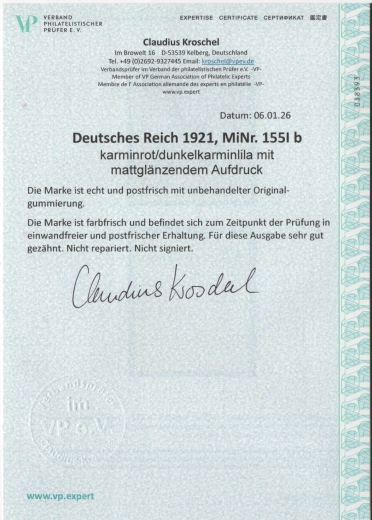 VP
VERBAND
PHILATELISTISCHER
PRÜFER E. V.
EXPERTISE CERTIFICATE СЕРТИФИКАТ 鑑定書
Claudius Kroschel
Im Browelt 16 D-53539 Kelberg, Deutschland
Tel. +49 (0)2692-9327445 Email: kroschel@vpev.de
Verbandsprüfer im Verband der philatelistischen Prüfer e.V. -VP-
Member of VP German Association of Philatelic Experts
Membre de l' Association allemande des experts en philatélie -VP-
www.vp.expert
038393
Datum: 06.01.26
Deutsches Reich 1921, MiNr. 155I b
karminrot/dunkelkarminlila mit
mattglänzendem Aufdruck
Die Marke ist echt und postfrisch mit unbehandelter Original-
gummierung.
Die Marke ist farbfrisch und befindet sich zum Zeitpunkt der Prüfung in
einwandfreier und postfrischer Erhaltung. Für diese Ausgabe sehr gut
gezähnt. Nicht repariert. Nicht signiert.
Claudius Kroschel
im
VP e.V.
www.vp.expert